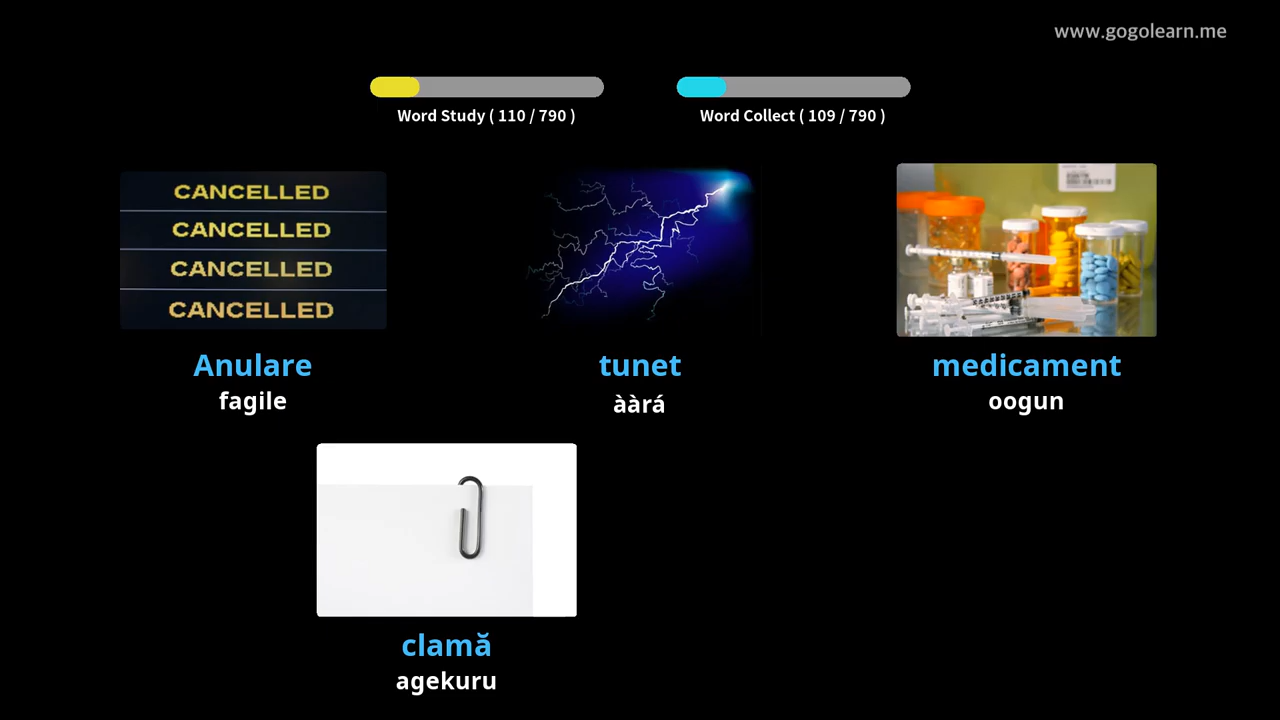 www.gogolearn.me
Word Study ( 110 / 790 )
Word Collect ( 109 / 790 )
CANCELLED
CANCELLED
CANCELLED
CANCELLED
Anulare
fagile
tunet
ààrá
medicament
oogun
clamă
agekuru